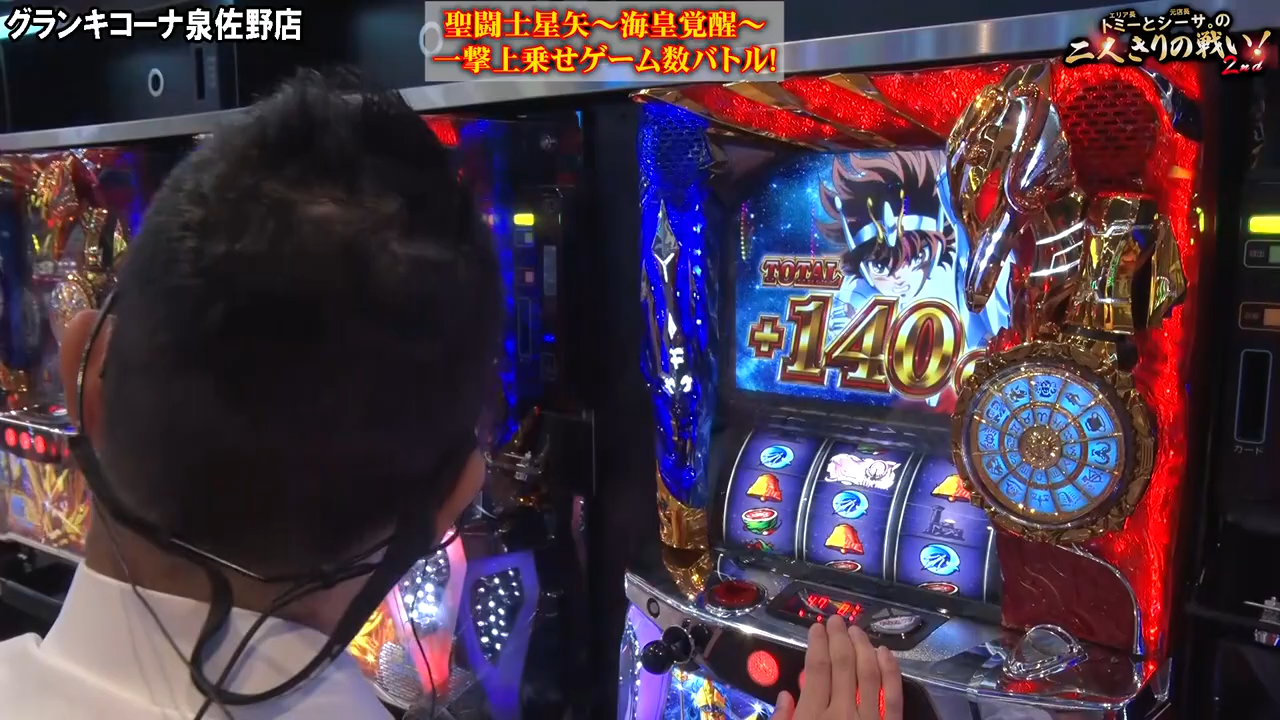 グランキコーナ泉佐野店
聖闘士星矢～海皇覚醒～
一撃上乗せゲーム数バトル!
エリア長
元店長
トミーとシーサ。の
二人きりの戦い!
2nd
TOTAL
+140
カード